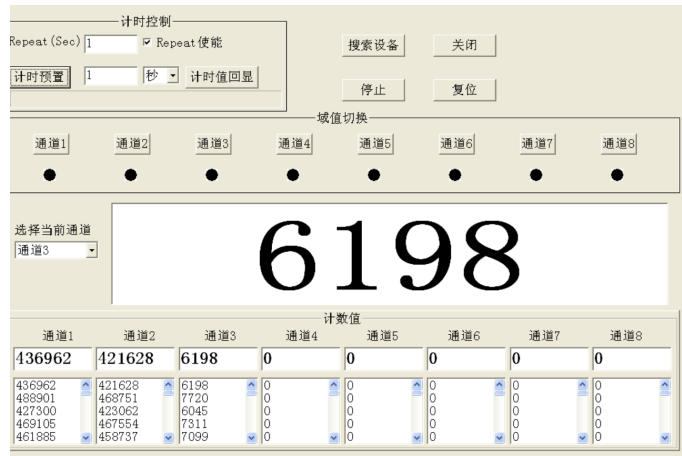 计时控制
Repeat(Sec) 1 Repeat使能
计时预置 1 秒 计时值回显
搜索设备 关闭
停止 复位
域值切换
通道1 通道2 通道3 通道4 通道5 通道6 通道7 通道8
选择当前通道
通道3
6198
计数值
通道1 通道2 通道3 通道4 通道5 通道6 通道7 通道8
436962 421628 6198 0 0 0 0 0
436962 421628 6198 0 0 0 0 0
488901 468751 7720 0 0 0 0 0
427300 423062 6045 0 0 0 0 0
469105 467554 7311 0 0 0 0 0
461885 458737 7099 0 0 0 0 0